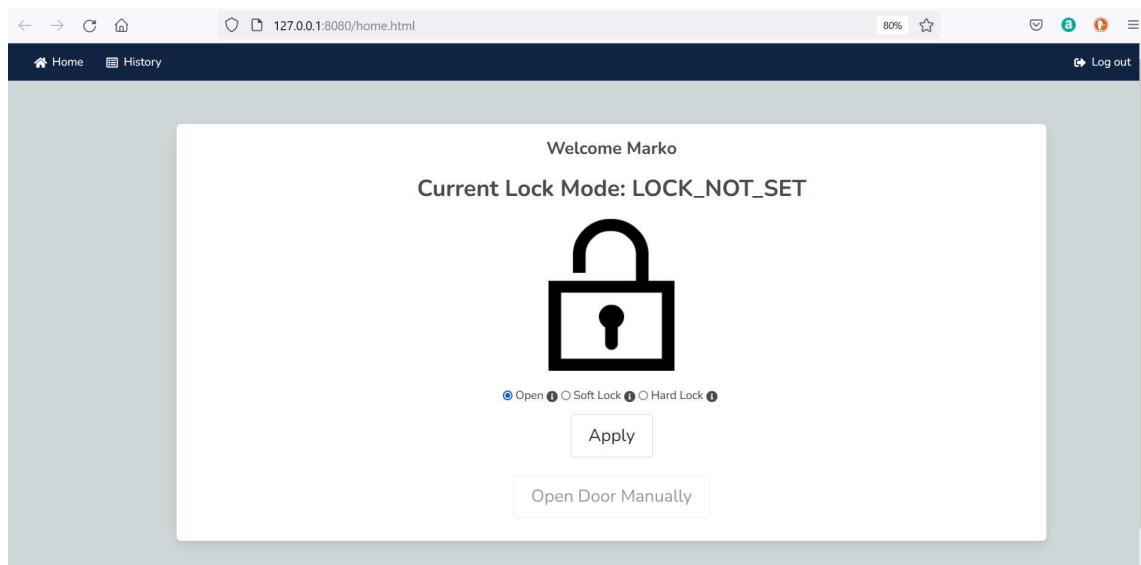 127.0.0.1:8080/home.html 80%
Home History Log out
Welcome Marko
Current Lock Mode: LOCK_NOT_SET
Open Soft Lock Hard Lock
Apply
Open Door Manually